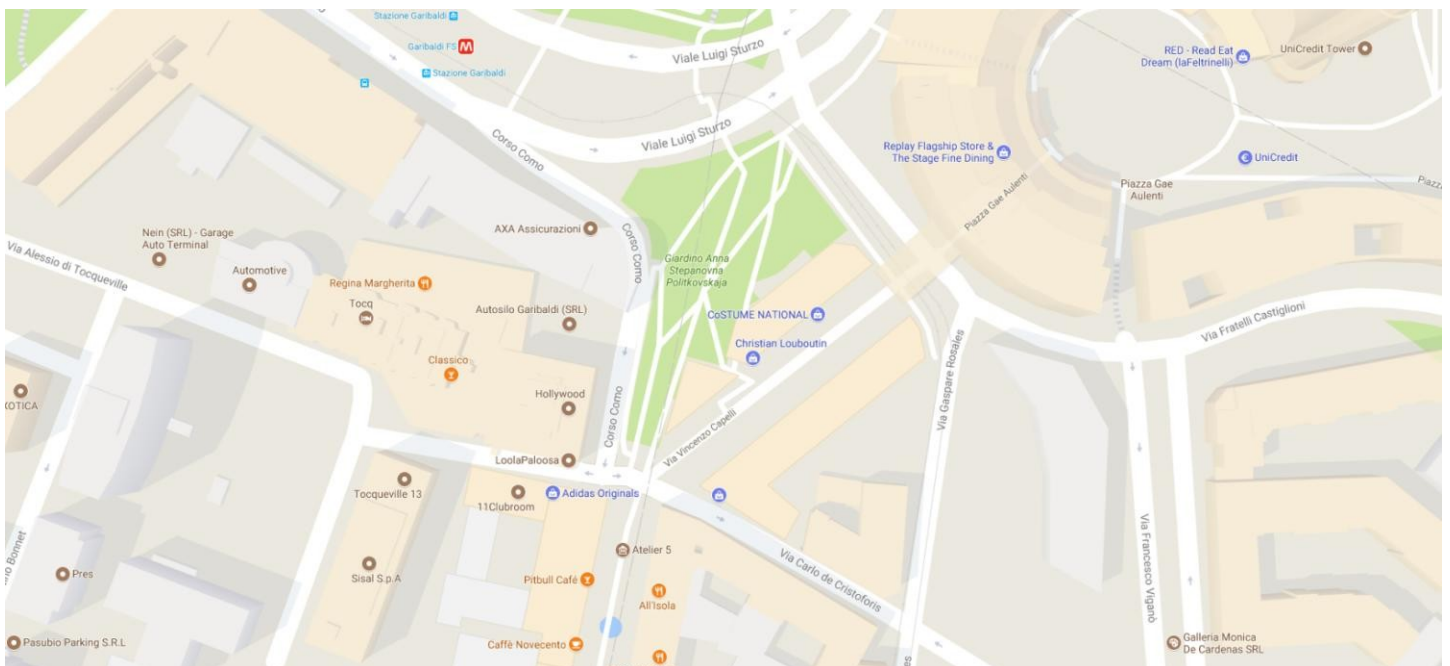 Stazione Garibaldi
Garibaldi FS
M
Stazione Garibaldi
Viale Luigi Sturzo
RED - Read Eat
Dream (laFeltrinelli)
UniCredit Tower
Corso Como
Viale Luigi Sturzo
Replay Flagship Store &
The Stage Fine Dining
UniCredit
Piazza Gae
Aulenti
Piazza
Piazza Gae Aulenti
Nein (SRL) - Garage
Auto Terminal
AXA Assicurazioni
Corso Como
Via Alessio di Tocqueville
Automotive
Giardino Anna
Stepanovna
Politkovskaja
Regina Margherita
Tocq
Autosilo Garibaldi (SRL)
CoSTUME NATIONAL
Via Fratelli Castiglioni
Christian Louboutin
Via Gaspare Rosales
Classico
Hollywood
XOTICA
Corso Como
Via Vincenzo Capelli
LoolaPaloosa
Tocqueville 13
11Clubroom
Adidas Originals
Bonnet
Pres
Sisal S.p.A
Atelier 5
Via Carlo de Cristoforis
Via Francesco Viganò
Pitbull Café
All'Isola
Pasubio Parking S.R.L
Caffè Novecento
Galleria Monica
De Cardenas SRL